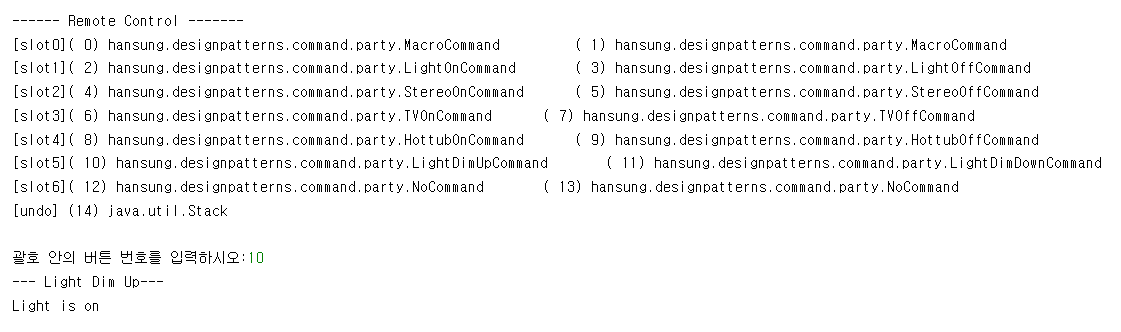 ------ Remote Control -------
[slot0]( 0) hansung.designpatterns.command.party.MacroCommand ( 1) hansung.designpatterns.command.party.MacroCommand
[slot1]( 2) hansung.designpatterns.command.party.LightOnCommand ( 3) hansung.designpatterns.command.party.LightOffCommand
[slot2]( 4) hansung.designpatterns.command.party.StereoOnCommand ( 5) hansung.designpatterns.command.party.StereoOffCommand
[slot3]( 6) hansung.designpatterns.command.party.TVOnCommand ( 7) hansung.designpatterns.command.party.TVOffCommand
[slot4]( 8) hansung.designpatterns.command.party.HottubOnCommand ( 9) hansung.designpatterns.command.party.HottubOffCommand
[slot5]( 10) hansung.designpatterns.command.party.LightDimUpCommand ( 11) hansung.designpatterns.command.party.LightDimDownCommand
[slot6]( 12) hansung.designpatterns.command.party.NoCommand ( 13) hansung.designpatterns.command.party.NoCommand
[undo] (14) java.util.Stack
괄호 안의 버튼 번호를 입력하시오:10
--- Light Dim Up---
Light is on